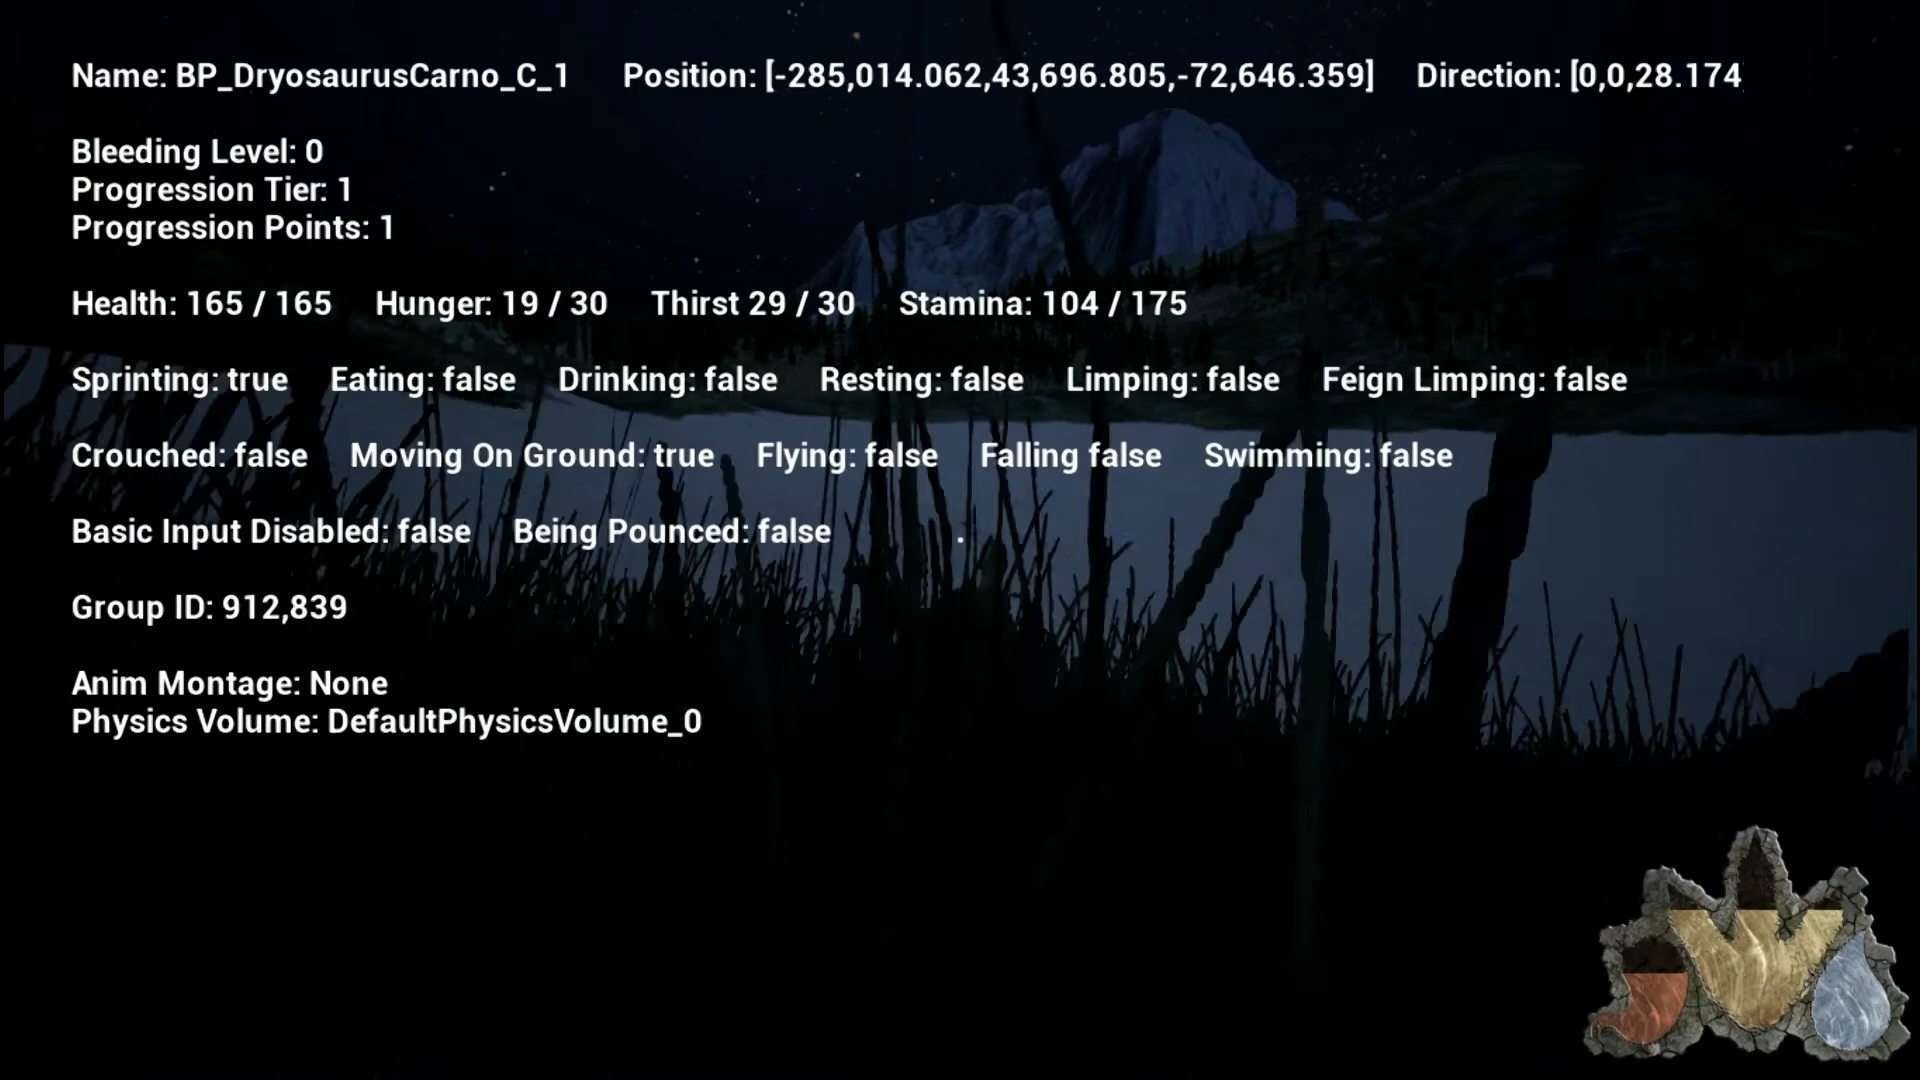 Name: BP_DryosaurusCarno_C_1 Position: [-285,014.062,43,696.805,-72,646.359] Direction: [0,0,28.174
Bleeding Level: 0
Progression Tier: 1
Progression Points: 1
Health: 165 / 165 Hunger: 19 / 30 Thirst 29 / 30 Stamina: 104 / 175
Sprinting: true Eating: false Drinking: false Resting: false Limping: false Feign Limping: false
Crouched: false Moving On Ground: true Flying: false Falling false Swimming: false
Basic Input Disabled: false Being Pounced: false
Group ID: 912,839
Anim Montage: None
Physics Volume: DefaultPhysicsVolume_0